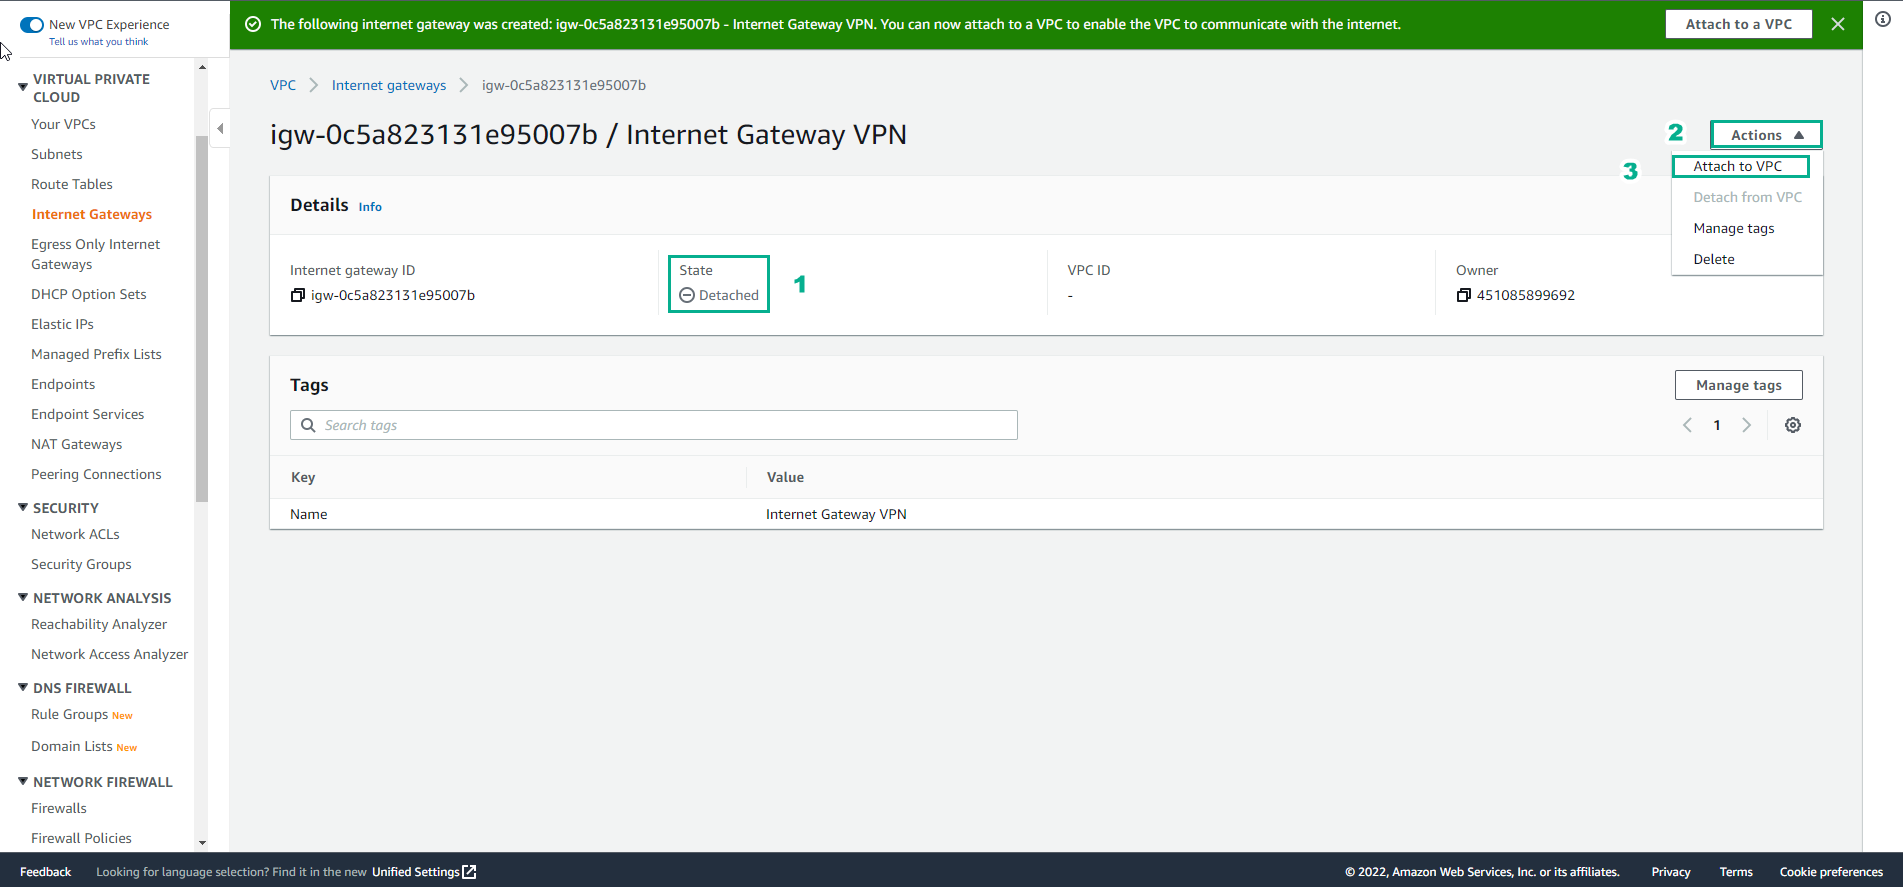 New VPC Experience
Tell us what you think
VIRTUAL PRIVATE
CLOUD
Your VPCs
Subnets
Route Tables
Internet Gateways
Egress Only Internet
Gateways
DHCP Option Sets
Elastic IPs
Managed Prefix Lists
Endpoints
Endpoint Services
NAT Gateways
Peering Connections
SECURITY
Network ACLs
Security Groups
NETWORK ANALYSIS
Reachability Analyzer
Network Access Analyzer
DNS FIREWALL
Rule Groups New
Domain Lists New
NETWORK FIREWALL
Firewalls
Firewall Policies
The following internet gateway was created: igw-0c5a823131e95007b - Internet Gateway VPN. You can now attach to a VPC to enable the VPC to communicate with the internet.
Attach to a VPC
VPC > Internet gateways > igw-0c5a823131e95007b
igw-0c5a823131e95007b / Internet Gateway VPN
2
Actions
3
Attach to VPC
Detach from VPC
Manage tags
Delete
Details Info
Internet gateway ID
igw-0c5a823131e95007b
State
Detached
1
VPC ID
-
Owner
451085899692
Tags
Manage tags
Search tags
1
Key Value
Name Internet Gateway VPN
Feedback
Looking for language selection? Find it in the new Unified Settings
© 2022, Amazon Web Services, Inc. or its affiliates.
Privacy
Terms
Cookie preferences